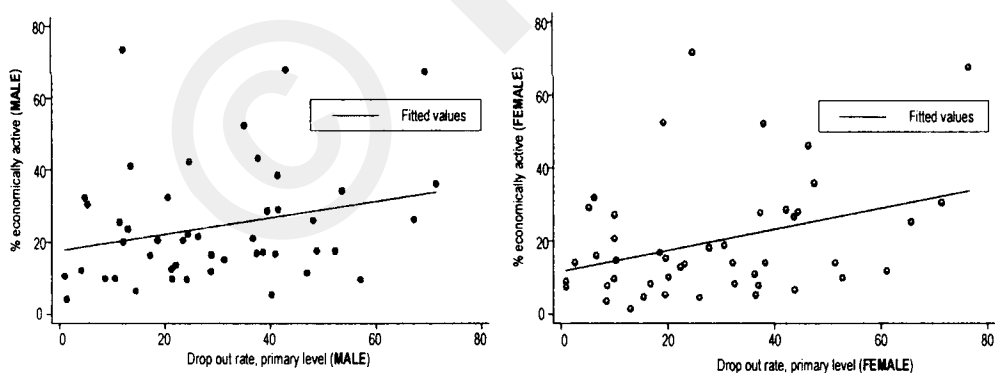 80
60
40
20
0
% economically active (MALE)
Fitted values
0 20 40 60 80
Drop out rate, primary level (MALE)
80
60
40
20
0
% economically active (FEMALE)
Fitted values
0 20 40 60 80
Drop out rate, primary level (FEMALE)
©